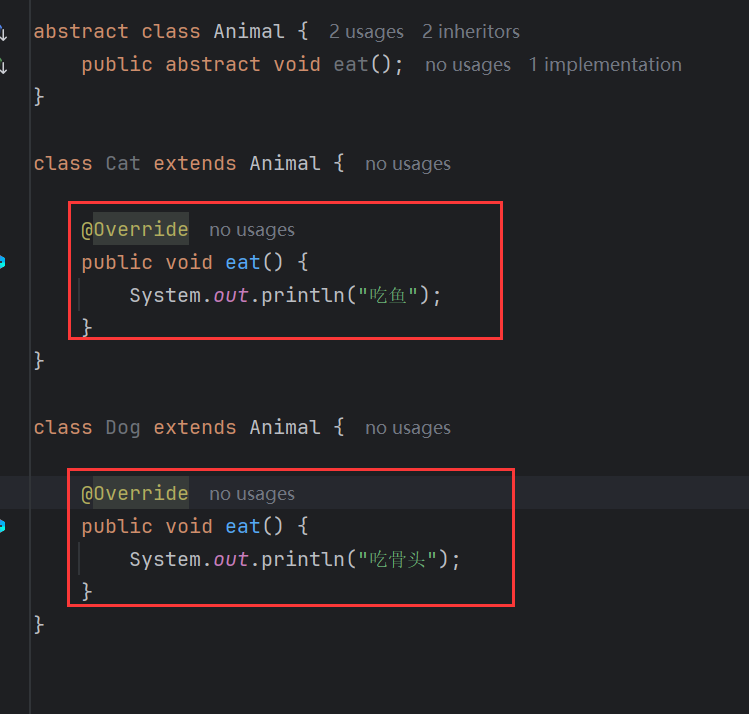 abstract class Animal {  2 usages  2 inheritors
    public abstract void eat();  no usages  1 implementation
}
class Cat extends Animal {  no usages
    @Override  no usages
    public void eat() {
        System.out.println("吃鱼");
    }
}
class Dog extends Animal {  no usages
    @Override  no usages
    public void eat() {
        System.out.println("吃骨头");
    }
}